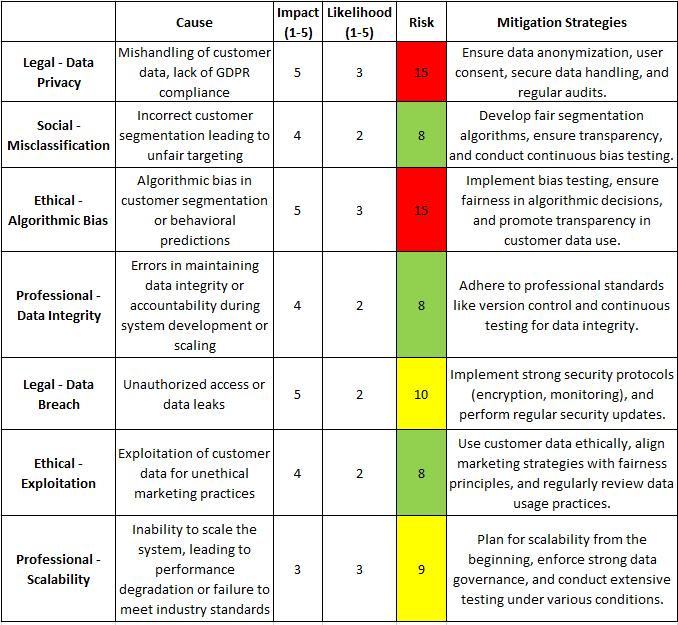 Cause Impact (1-5) Likelihood (1-5) Risk Mitigation Strategies
Legal - Data
Privacy
Mishandling of customer
data, lack of GDPR
compliance
5
3
15
Ensure data anonymization, user
consent, secure data handling, and
regular audits.
Social -
Misclassification
Incorrect customer
segmentation leading to
unfair targeting
4
2
8
Develop fair segmentation
algorithms, ensure transparency,
and conduct continuous bias testing.
Ethical -
Algorithmic Bias
Algorithmic bias in
customer segmentation
or behavioral
predictions
5
3
15
Implement bias testing, ensure
fairness in algorithmic decisions,
and promote transparency in
customer data use.
Professional -
Data Integrity
Errors in maintaining
data integrity or
accountability during
system development or
scaling
4
2
8
Adhere to professional standards
like version control and continuous
testing for data integrity.
Legal - Data
Breach
Unauthorized access or
data leaks
5
2
10
Implement strong security protocols
(encryption, monitoring), and
perform regular security updates.
Ethical -
Exploitation
Exploitation of customer
data for unethical
marketing practices
4
2
8
Use customer data ethically, align
marketing strategies with fairness
principles, and regularly review data
usage practices.
Professional -
Scalability
Inability to scale the
system, leading to
performance
degradation or failure to
meet industry standards
3
3
9
Plan for scalability from the
beginning, enforce strong data
governance, and conduct extensive
testing under various conditions.